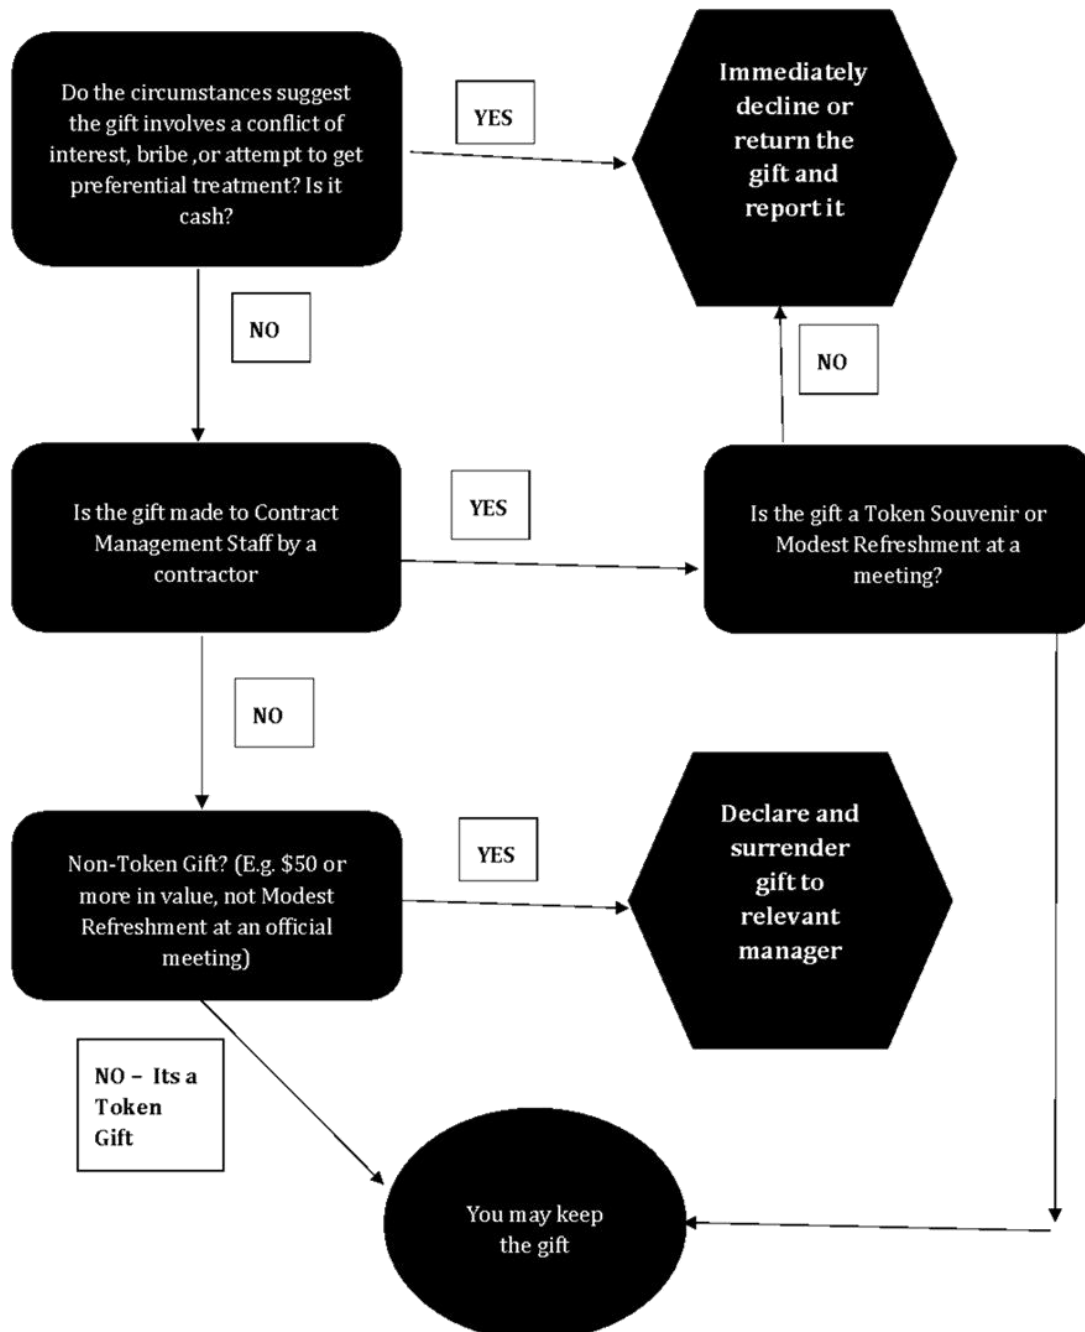 Do the circumstances suggest
the gift involves a conflict of
interest, bribe ,or attempt to get
preferential treatment? Is it
cash?
YES
Immediately
decline or
return the
gift and
report it
NO
NO
Is the gift made to Contract
Management Staff by a
contractor
YES
Is the gift a Token Souvenir or
Modest Refreshment at a
meeting?
NO
Non-Token Gift? (E.g. $50 or
more in value, not Modest
Refreshment at an official
meeting)
YES
Declare and
surrender
gift to
relevant
manager
NO – Its a
Token
Gift
You may keep
the gift